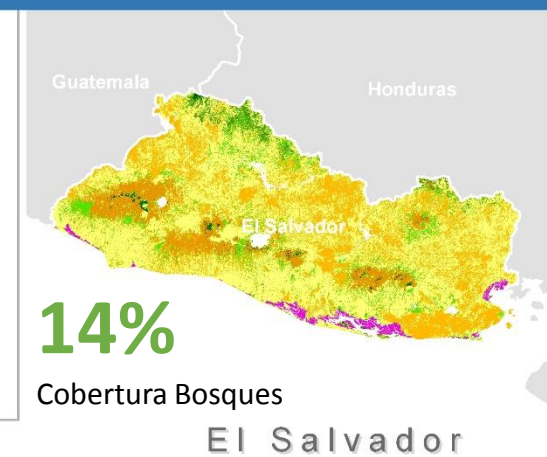 Guatemala
Honduras
El Salvador
14%
Cobertura Bosques
El Salvador